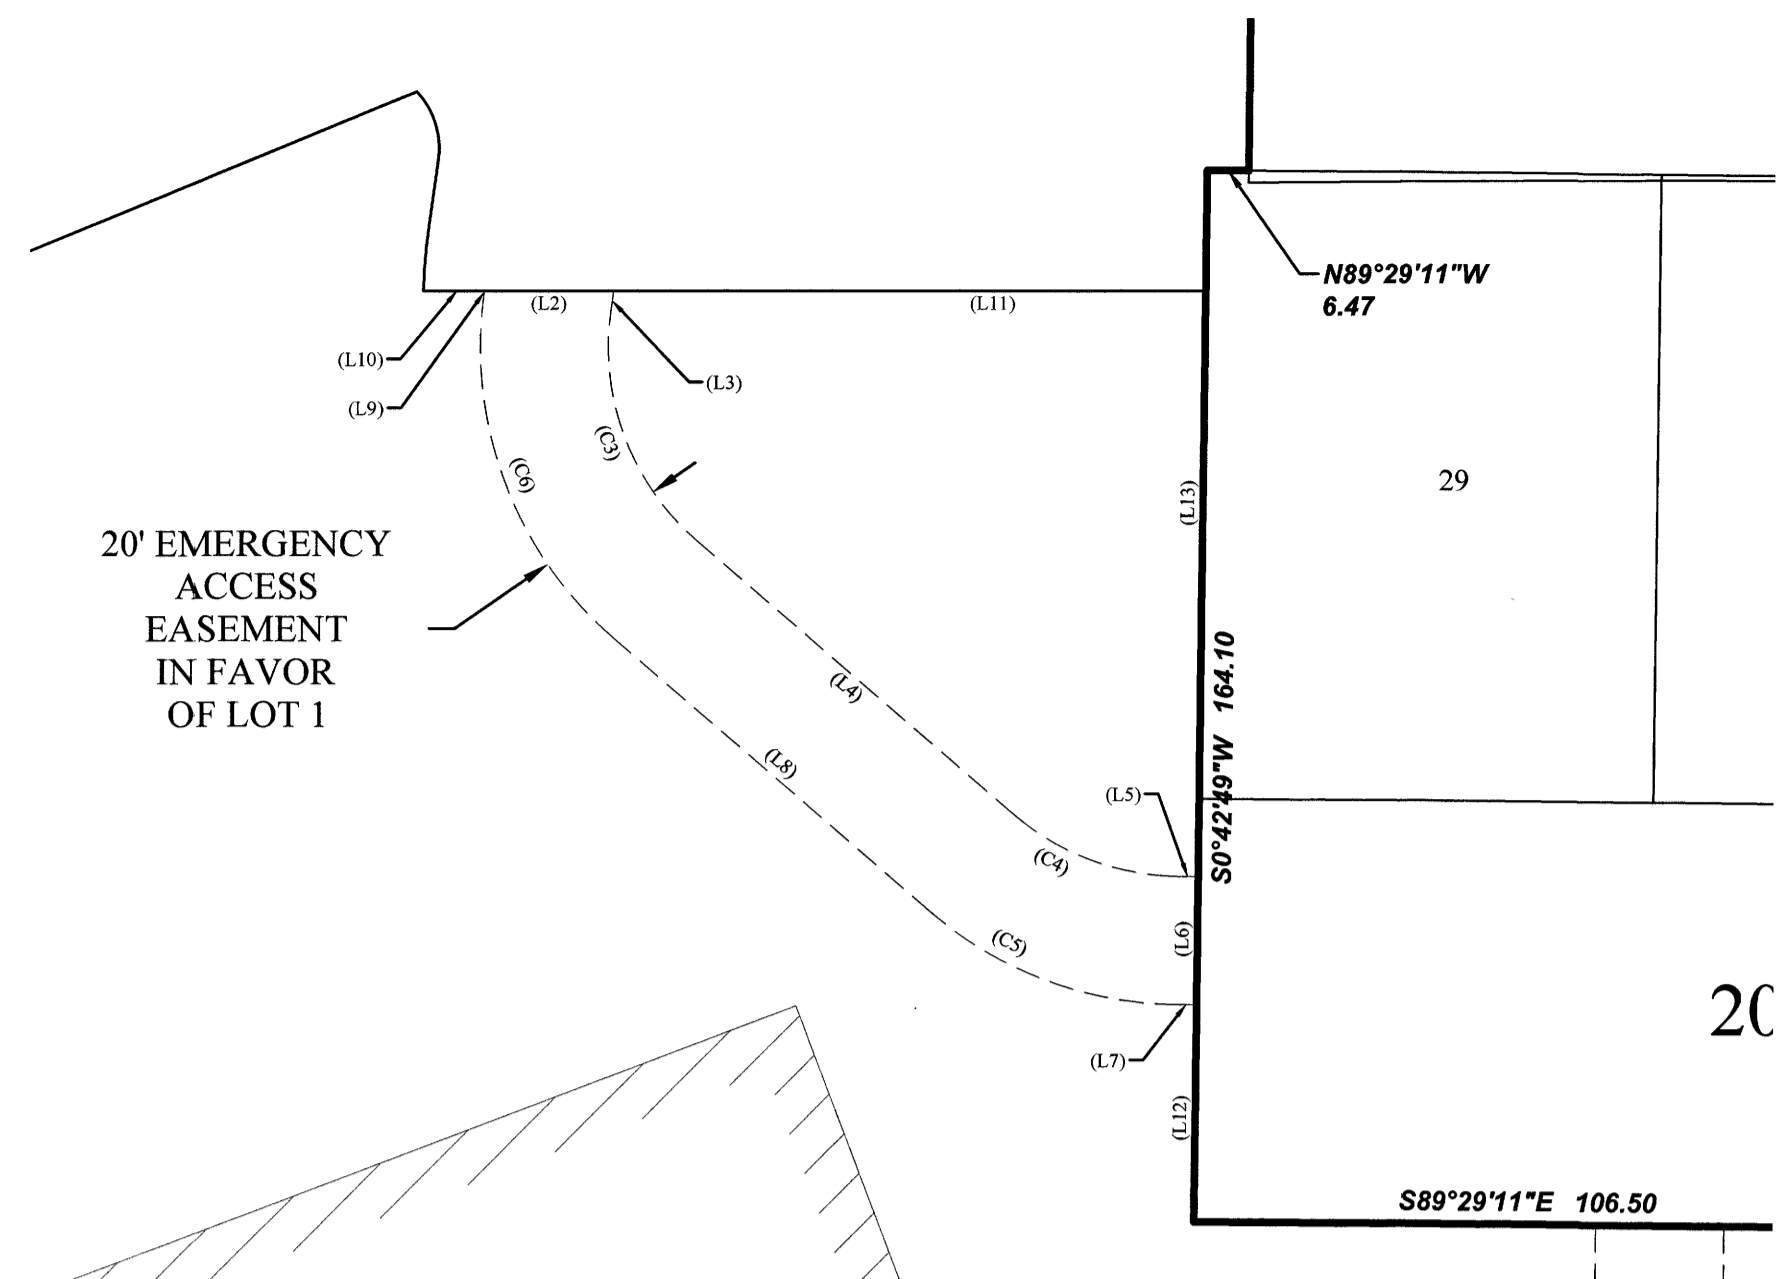 N89°29'11"W
6.47
(L2)
(L11)
(L10)
(L3)
(L9)
(C3)
(C6)
29
(L13)
20' EMERGENCY
ACCESS
EASEMENT
IN FAVOR
OF LOT 1
(L4)
S0°42'49"W 164.10
(L8)
(L5)
(C4)
(L6)
(C5)
20
(L7)
(L12)
S89°29'11"E 106.50